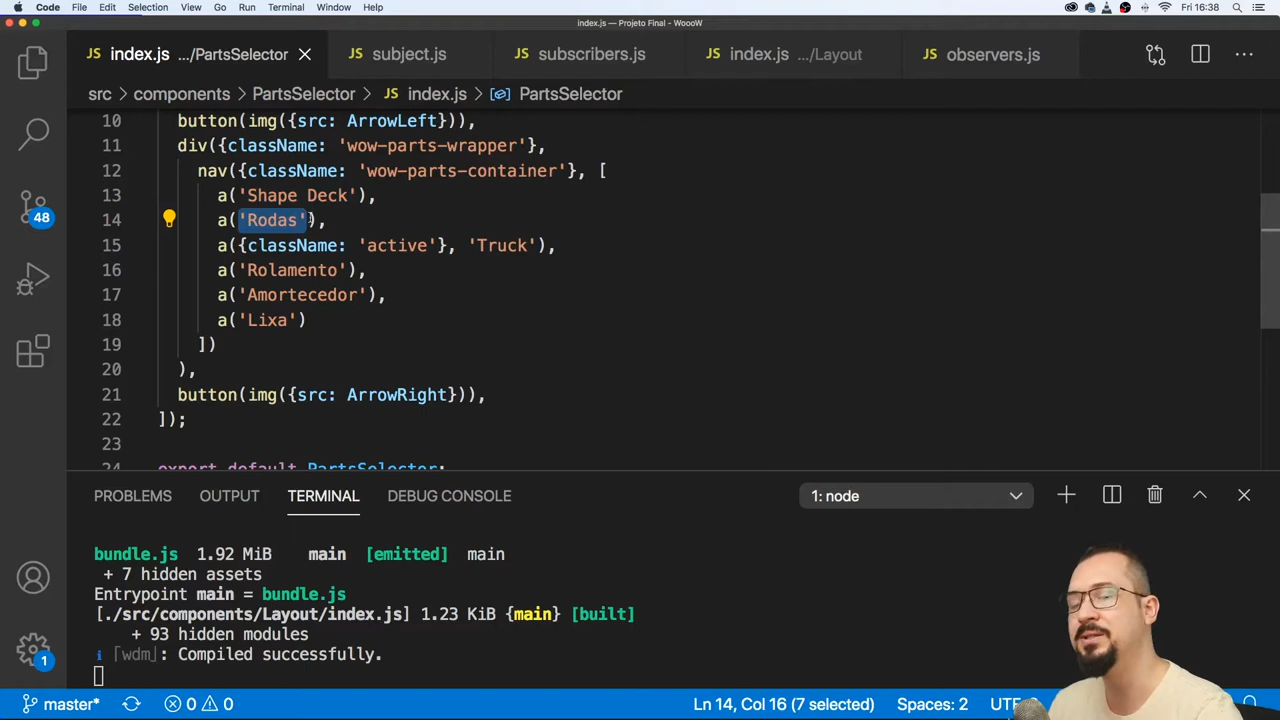 Code File Edit Selection View Go Run Terminal Window Help Fri 16:38
index.js — Projeto Final - WoooW
JS index.js .../PartsSelector JS subject.js JS subscribers.js JS index.js .../Layout JS observers.js
src > components > PartsSelector > JS index.js > PartsSelector
10 button(img({src: ArrowLeft})),
11 div({className: 'wow-parts-wrapper'},
12 nav({className: 'wow-parts-container'}, [
13 a('Shape Deck'),
14 a('Rodas'),
15 a({className: 'active'}, 'Truck'),
16 a('Rolamento'),
17 a('Amortecedor'),
18 a('Lixa')
19 ])
20 ),
21 button(img({src: ArrowRight})),
22 ]);
23
24 export default PartsSelector;
48
PROBLEMS OUTPUT TERMINAL DEBUG CONSOLE 1: node
bundle.js 1.92 MiB main [emitted] main
+ 7 hidden assets
Entrypoint main = bundle.js
[./src/components/Layout/index.js] 1.23 KiB {main} [built]
+ 93 hidden modules
i ｢wdm｣: Compiled successfully.
1
master* 0 0 Ln 14, Col 16 (7 selected) Spaces: 2